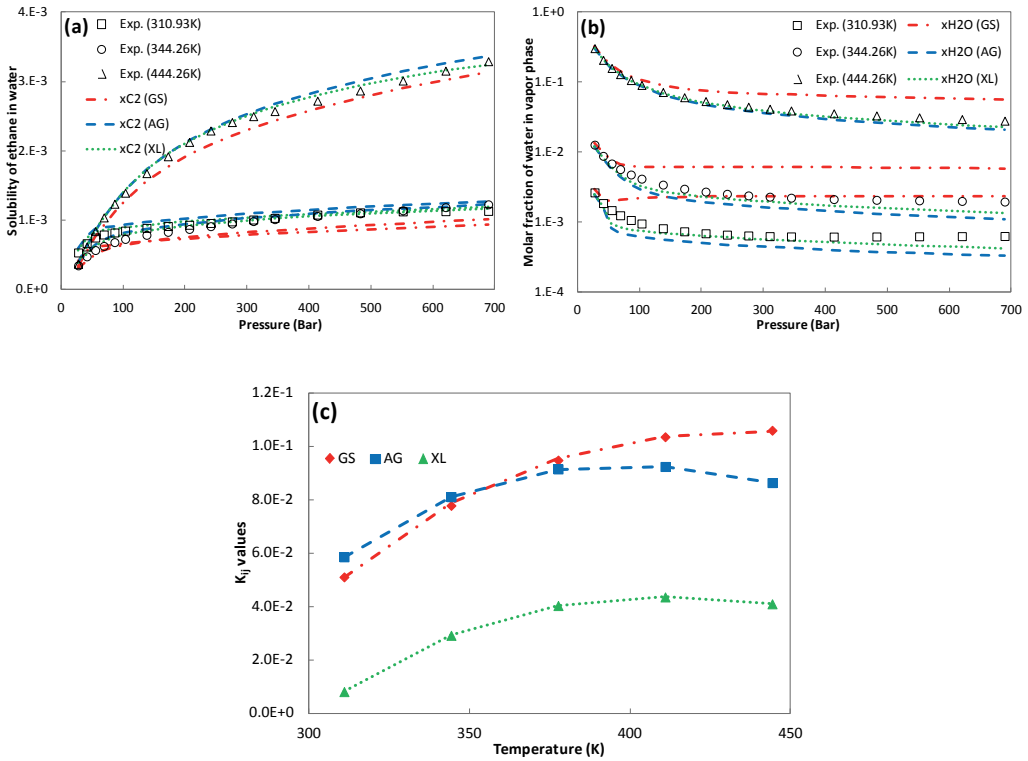 (a)
4.E-3
3.E-3
2.E-3
1.E-3
0.E+0
Solubility of ethane in water
Exp. (310.93K)
Exp. (344.26K)
Exp. (444.26K)
xC2 (GS)
xC2 (AG)
xC2 (XL)
0 100 200 300 400 500 600 700
Pressure (Bar)
(b)
1.E+0
1.E-1
1.E-2
1.E-3
1.E-4
Molar fraction of water in vapor phase
Exp. (310.93K) xH2O (GS)
Exp. (344.26K) xH2O (AG)
Exp. (444.26K) xH2O (XL)
0 100 200 300 400 500 600 700
Pressure (Bar)
(c)
1.2E-1
1.0E-1
8.0E-2
6.0E-2
4.0E-2
2.0E-2
0.0E+0
Kij values
GS AG XL
300 350 400 450
Temperature (K)